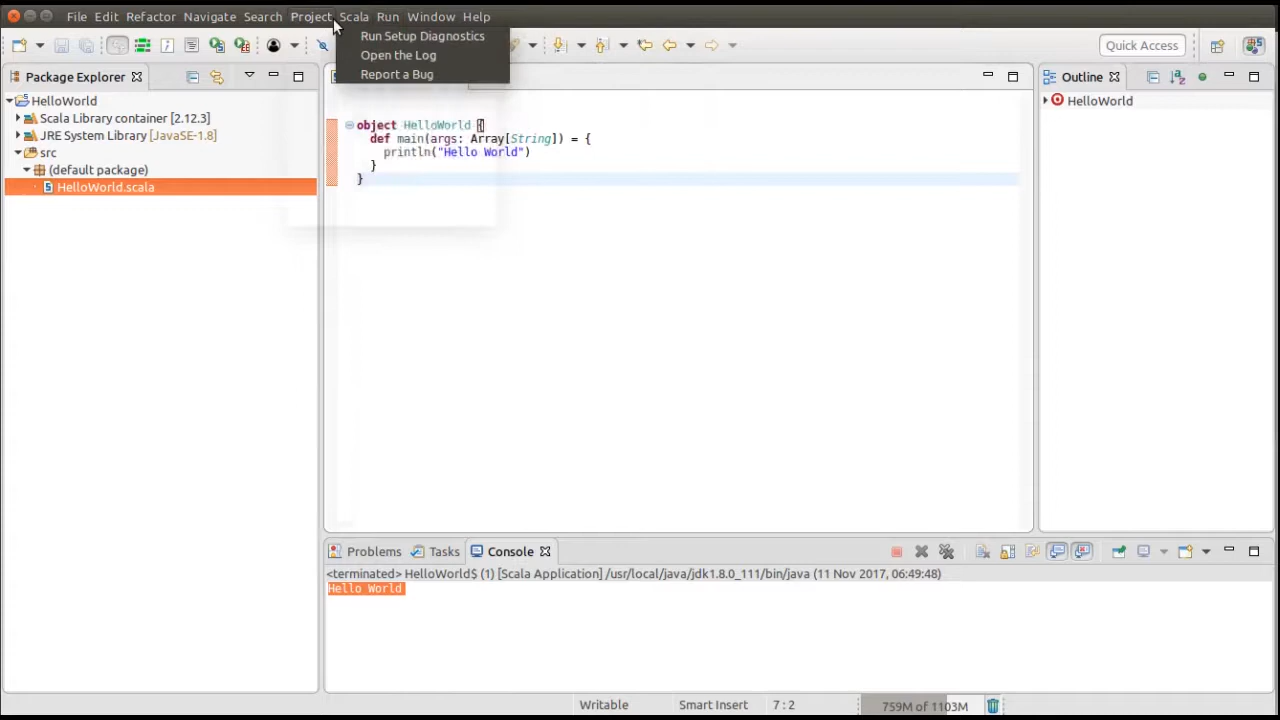 File Edit Refactor Navigate Search Project Scala Run Window Help
Run Setup Diagnostics
Open the Log
Report a Bug
Quick Access
Package Explorer
HelloWorld
Scala Library container [2.12.3]
JRE System Library [JavaSE-1.8]
src
(default package)
HelloWorld.scala
object HelloWorld {
def main(args: Array[String]) = {
println("Hello World")
}
}
Outline
HelloWorld
Problems Tasks Console
<terminated> HelloWorld$ (1) [Scala Application] /usr/local/java/jdk1.8.0_111/bin/java (11 Nov 2017, 06:49:48)
Hello World
Writable Smart Insert 7 : 2 759M of 1103M